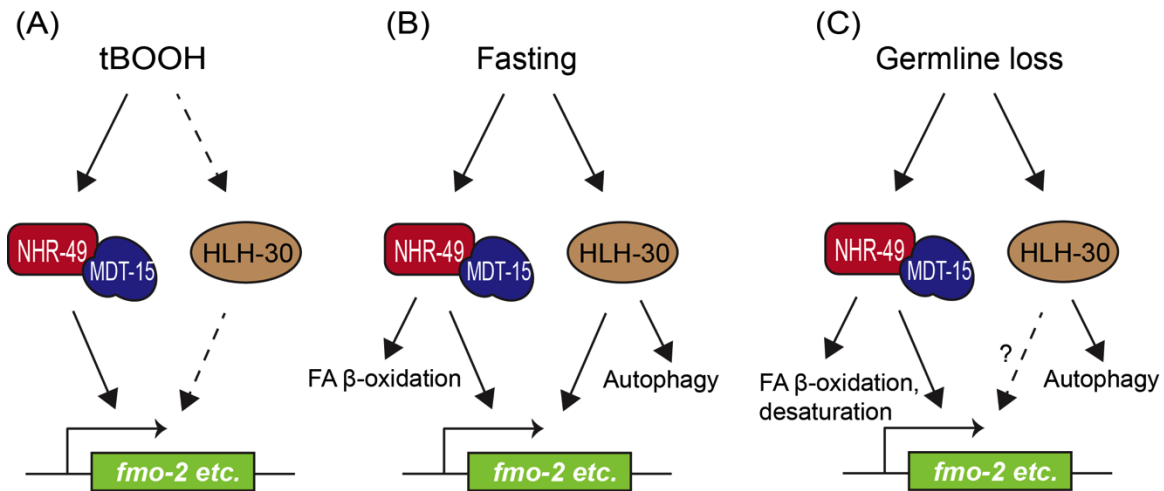 (A)
tBOOH
NHR-49
MDT-15
HLH-30
fmo-2 etc.
(B)
Fasting
NHR-49
MDT-15
HLH-30
FA β-oxidation
Autophagy
fmo-2 etc.
(C)
Germline loss
NHR-49
MDT-15
HLH-30
?
FA β-oxidation,
desaturation
Autophagy
fmo-2 etc.